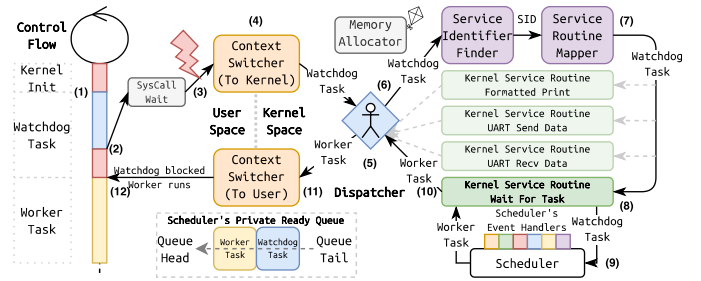 Control
Flow
Kernel
Init
(1)
Watchdog
Task
(2)
(12)
Worker
Task
SysCall
Wait
(3)
(4)
Context
Switcher
(To Kernel)
User
Space
Kernel
Space
Context
Switcher
(To User)
(11)
Watchdog blocked
Worker runs
Watchdog
Task
Worker
Task
(5)
Dispatcher
Memory
Allocator
(6)
Watchdog
Task
Worker
Task
(10)
Service
Identifier
Finder
SID
Service
Routine
Mapper
(7)
Watchdog
Task
Kernel Service Routine
Formatted Print
Kernel Service Routine
UART Send Data
Kernel Service Routine
UART Recv Data
Kernel Service Routine
Wait For Task
(8)
Scheduler's
Event Handlers
Worker
Task
Watchdog
Task
Scheduler
(9)
Scheduler's Private Ready Queue
Queue
Head
Worker
Task
Watchdog
Task
Queue
Tail